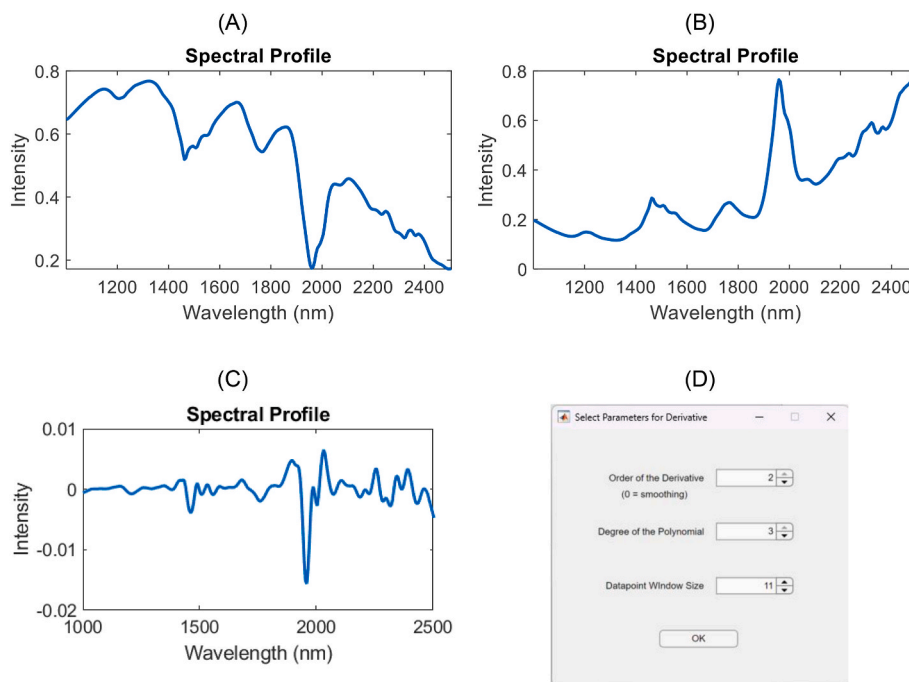 (A)
Spectral Profile
0.8
0.6
0.4
0.2
Intensity
1200 1400 1600 1800 2000 2200 2400
Wavelength (nm)
(B)
Spectral Profile
0.8
0.6
0.4
0.2
0
Intensity
1200 1400 1600 1800 2000 2200 2400
Wavelength (nm)
(C)
Spectral Profile
0.01
0
-0.01
-0.02
Intensity
1000 1500 2000 2500
Wavelength (nm)
(D)
Select Parameters for Derivative
Order of the Derivative 2
(0 = smoothing)
Degree of the Polynomial 3
Datapoint WIndow Size 11
OK